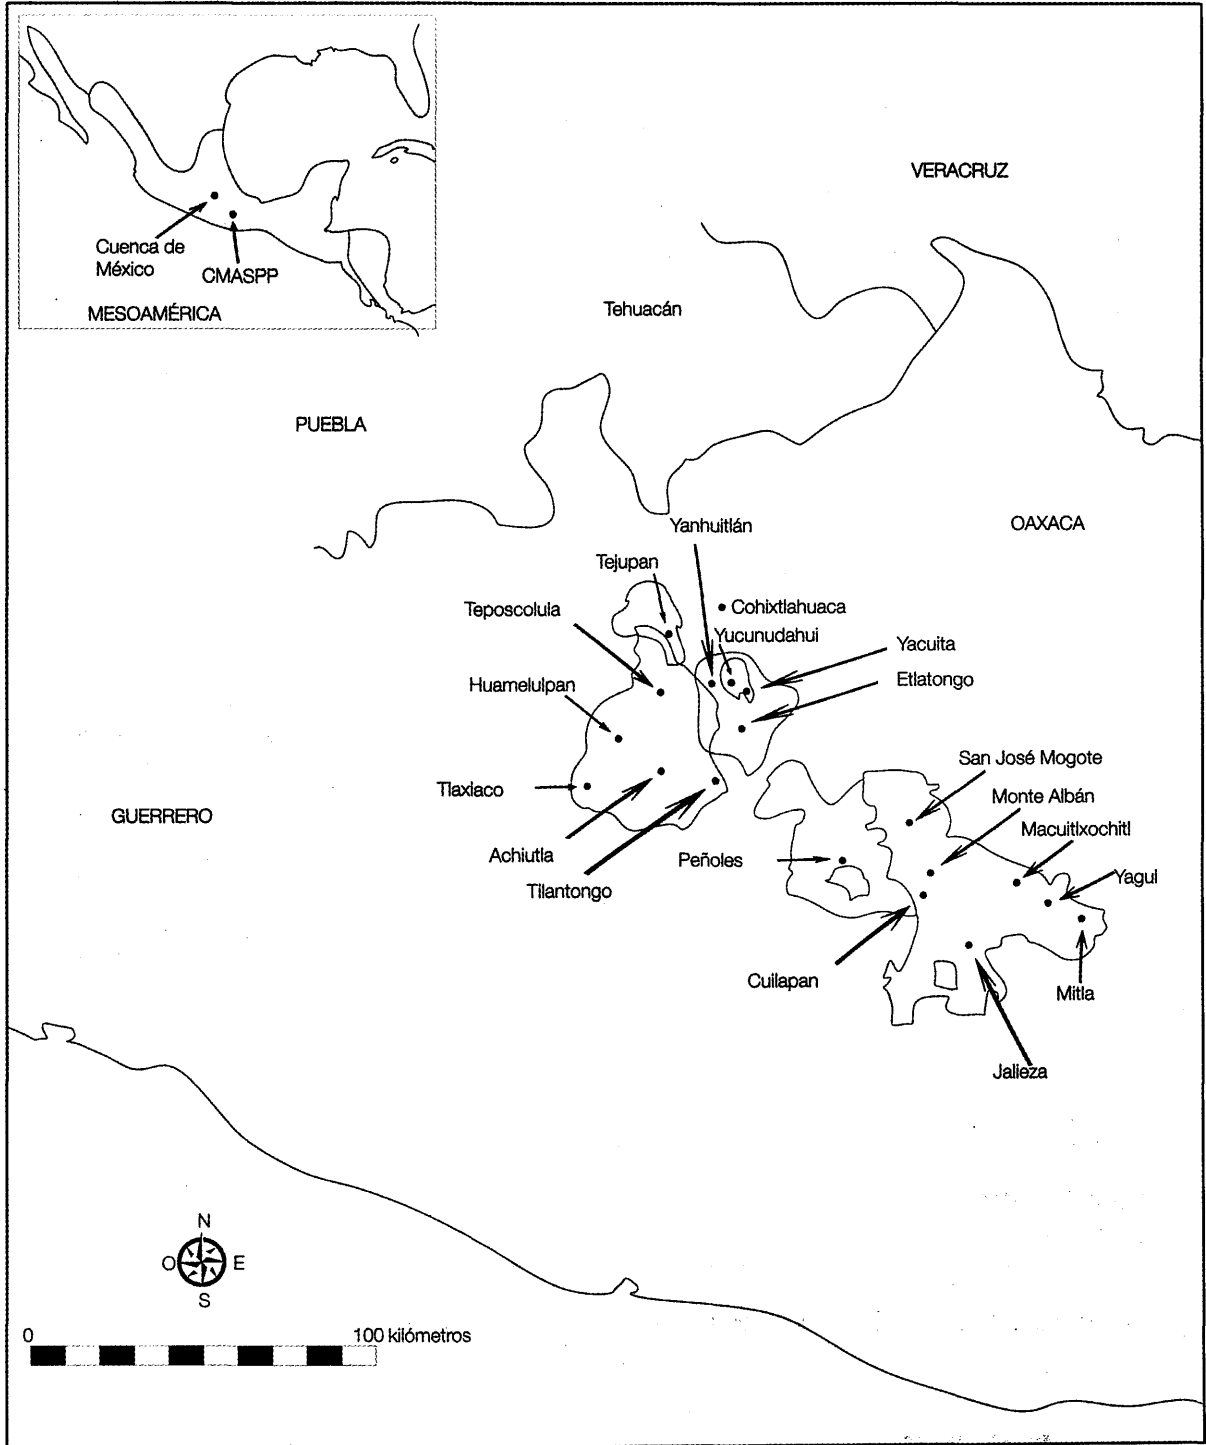 Cuenca de
México
CMASPP
MESOAMÉRICA
VERACRUZ
Tehuacán
PUEBLA
OAXACA
Yanhuitlán
Tejupan
Teposcolula
Cohixtlahuaca
Yucunudahui
Yacuita
Etlatongo
Huamelulpan
Tlaxiaco
GUERRERO
Achiutla
Tilantongo
Peñoles
San José Mogote
Monte Albán
Macuitlxochitl
Yagul
Cuilapan
Mitla
Jalieza
N
O
E
S
0
100 kilómetros